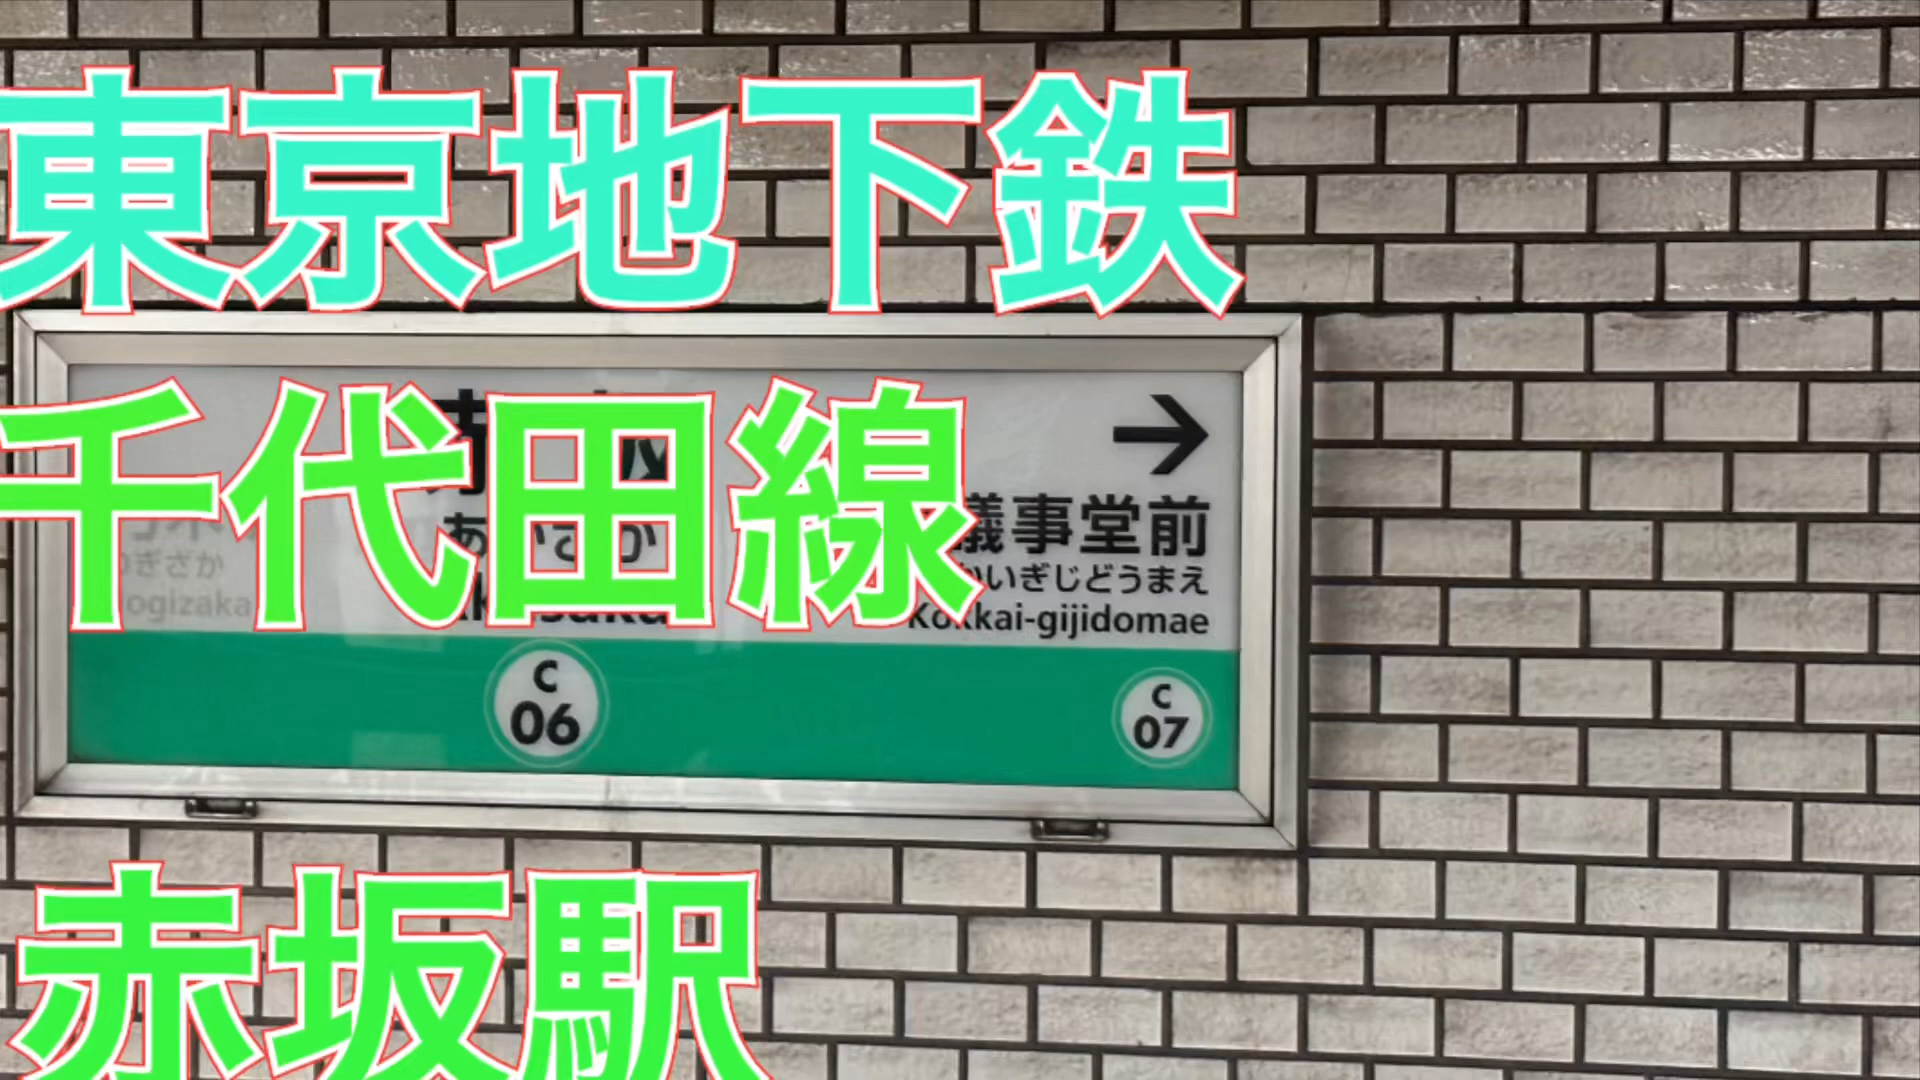 東京地下鉄
千代田線
→
議事堂前
ぎざか
いぎじどうまえ
ogizaka
Kokkai-gijidomae
C
06
C
07
赤坂駅